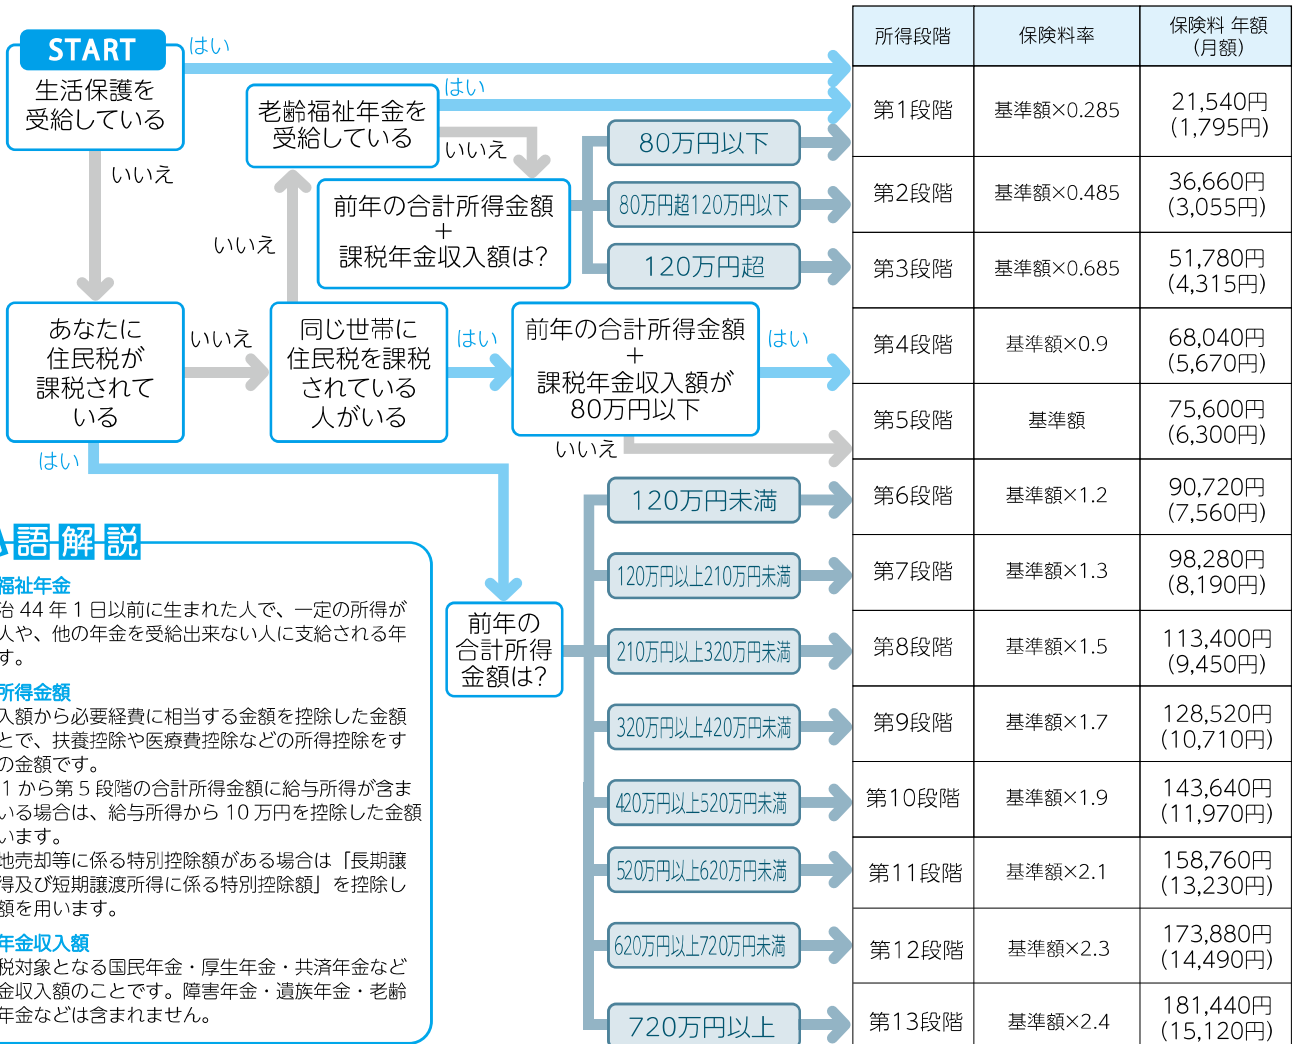 START
生活保護を
受給している
はい
いいえ
老齢福祉年金を
受給している
はい
いいえ
前年の合計所得金額
+
課税年金収入額は?
80万円以下
80万円超120万円以下
120万円超
いいえ
あなたに
住民税が
課税されて
いる
いいえ
同じ世帯に
住民税を課税
されている
人がいる
はい
前年の合計所得金額
+
課税年金収入額が
80万円以下
はい
いいえ
はい
前年の
合計所得
金額は?
120万円未満
120万円以上210万円未満
210万円以上320万円未満
320万円以上420万円未満
420万円以上520万円未満
520万円以上620万円未満
620万円以上720万円未満
720万円以上
所得段階 保険料率 保険料 年額
(月額)
第1段階 基準額×0.285 21,540円
(1,795円)
第2段階 基準額×0.485 36,660円
(3,055円)
第3段階 基準額×0.685 51,780円
(4,315円)
第4段階 基準額×0.9 68,040円
(5,670円)
第5段階 基準額 75,600円
(6,300円)
第6段階 基準額×1.2 90,720円
(7,560円)
第7段階 基準額×1.3 98,280円
(8,190円)
第8段階 基準額×1.5 113,400円
(9,450円)
第9段階 基準額×1.7 128,520円
(10,710円)
第10段階 基準額×1.9 143,640円
(11,970円)
第11段階 基準額×2.1 158,760円
(13,230円)
第12段階 基準額×2.3 173,880円
(14,490円)
第13段階 基準額×2.4 181,440円
(15,120円)
語解説
福祉年金
治44年1日以前に生まれた人で、一定の所得が
人や、他の年金を受給出来ない人に支給される年
す。
所得金額
入額から必要経費に相当する金額を控除した金額
とで、扶養控除や医療費控除などの所得控除をす
の金額です。
1から第5段階の合計所得金額に給与所得が含ま
いる場合は、給与所得から10万円を控除した金額
います。
地売却等に係る特別控除額がある場合は「長期譲
得及び短期譲渡所得に係る特別控除額」を控除し
額を用います。
年金収入額
税対象となる国民年金・厚生年金・共済年金など
金収入額のことです。障害年金・遺族年金・老齢
年金などは含まれません。